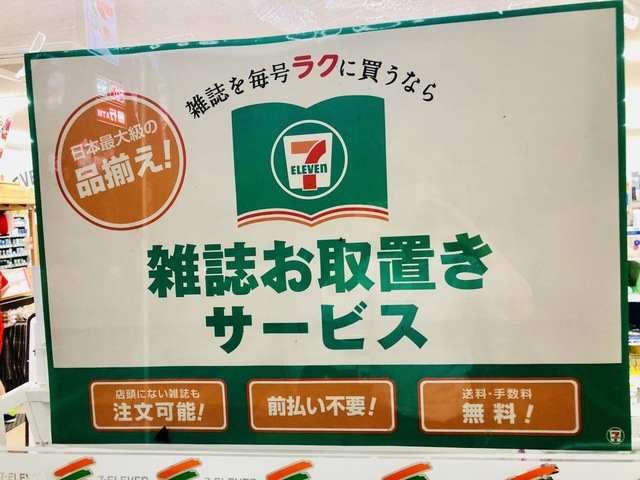 雑誌を毎号ラクに買うなら
日本最大級の
品揃え!
7
ELEVEn
雑誌お取置き
サービス
店頭にない雑誌も
注文可能!
前払い不要!
送料・手数料
無料!
7-ELEVEn